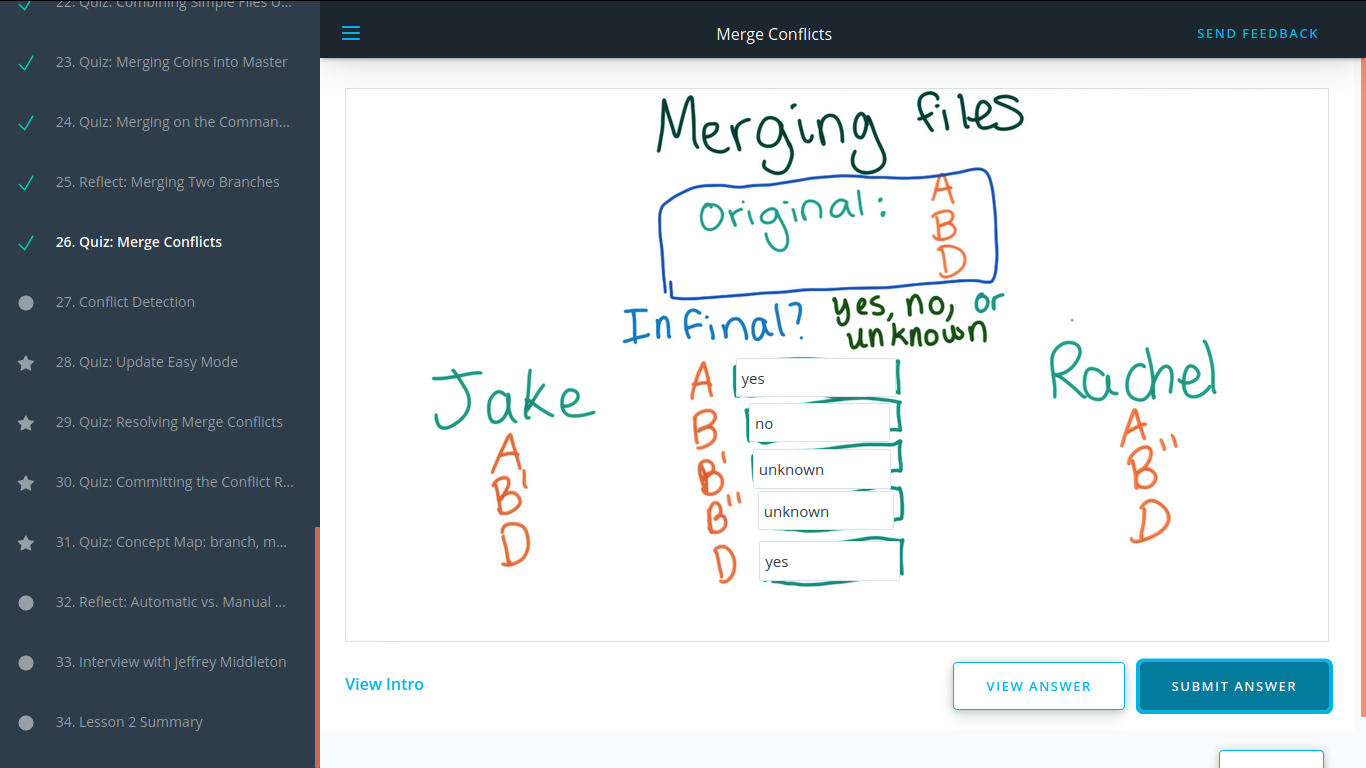 22. Quiz: Combining Simple Files U...
23. Quiz: Merging Coins into Master
24. Quiz: Merging on the Comman...
25. Reflect: Merging Two Branches
26. Quiz: Merge Conflicts
27. Conflict Detection
28. Quiz: Update Easy Mode
29. Quiz: Resolving Merge Conflicts
30. Quiz: Committing the Conflict R...
31. Quiz: Concept Map: branch, m...
32. Reflect: Automatic vs. Manual ...
33. Interview with Jeffrey Middleton
34. Lesson 2 Summary
Merge Conflicts
SEND FEEDBACK
Merging files
Original: A
B
D
In final? yes, no, or
unknown
Jake
A
B'
D
A yes
B no
B' unknown
B" unknown
D yes
Rachel
A
B"
D
View Intro
VIEW ANSWER
SUBMIT ANSWER